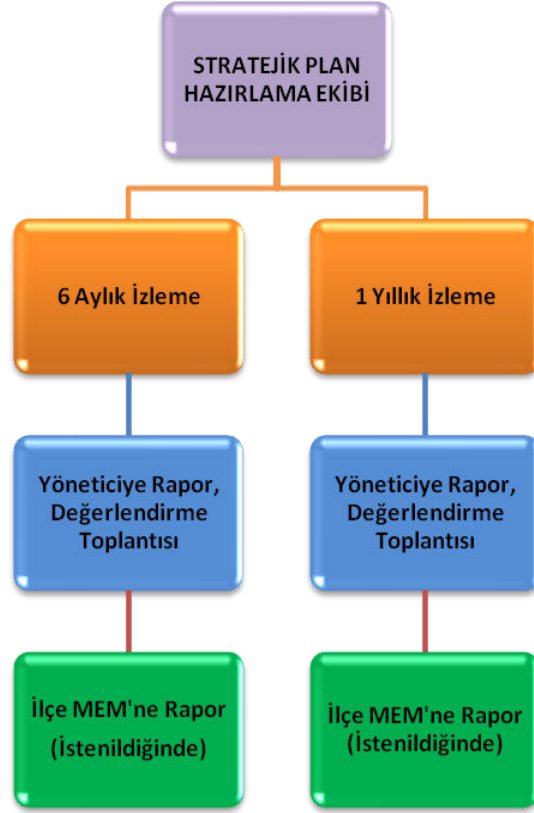 STRATEJİK PLAN
HAZIRLAMA EKİBİ
6 Aylık İzleme
1 Yıllık İzleme
Yöneticiye Rapor,
Değerlendirme
Toplantısı
Yöneticiye Rapor,
Değerlendirme
Toplantısı
İlçe MEM'ne Rapor
(İstenildiğinde)
İlçe MEM'ne Rapor
(İstenildiğinde)